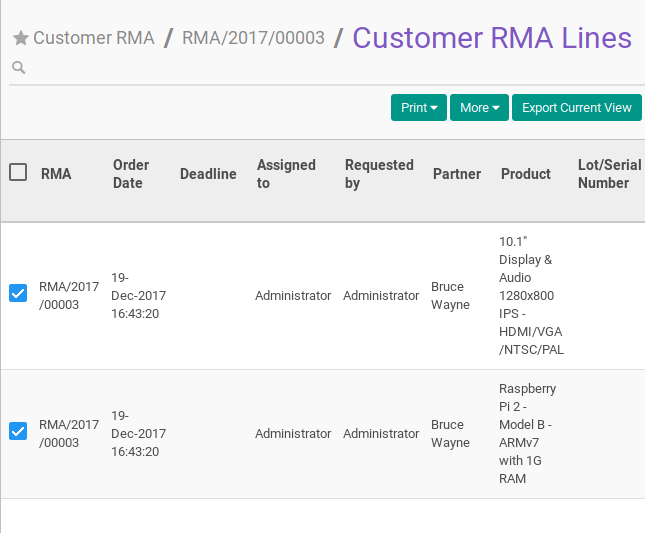 Customer RMA / RMA/2017/00003 / Customer RMA Lines
Print More Export Current View
RMA Order Date Deadline Assigned to Requested by Partner Product Lot/Serial Number
RMA/2017
/00003
19-
Dec-2017
16:43:20
Administrator
Administrator
Bruce
Wayne
10.1"
Display &
Audio
1280x800
IPS -
HDMI/VGA
/NTSC/PAL
RMA/2017
/00003
19-
Dec-2017
16:43:20
Administrator
Administrator
Bruce
Wayne
Raspberry
Pi 2 -
Model B -
ARMv7
with 1G
RAM